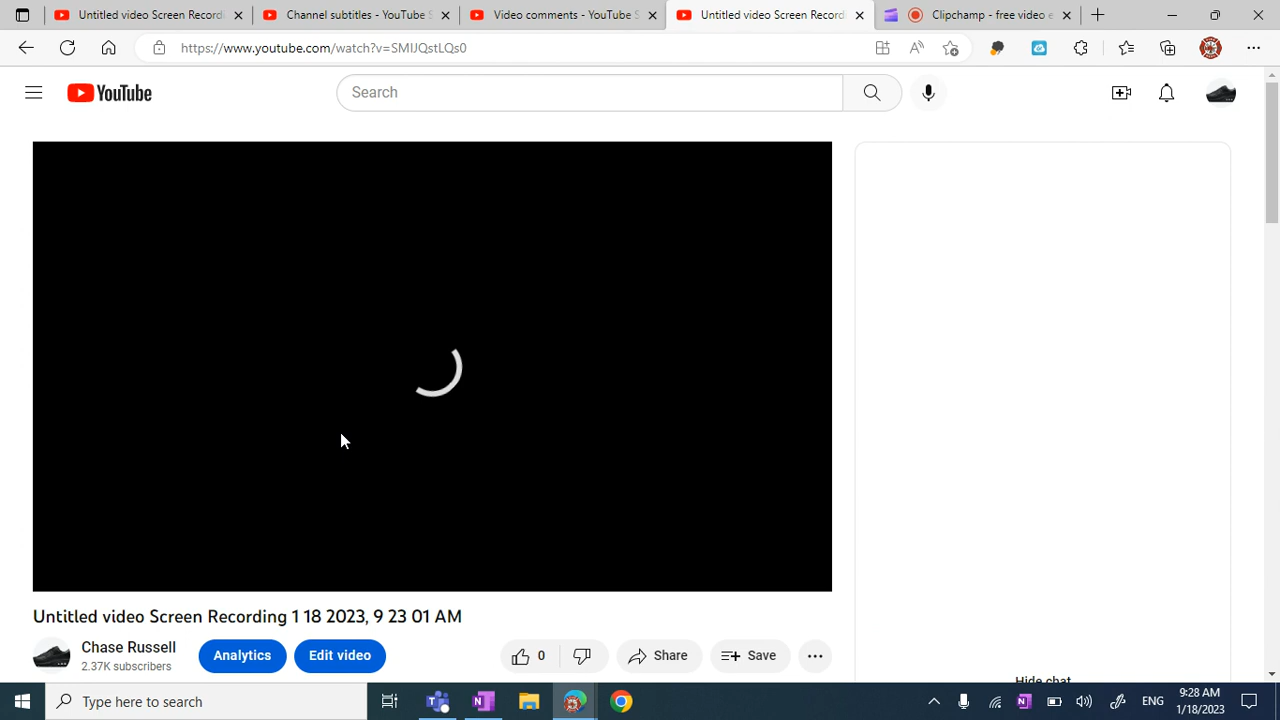 Untitled video Screen Recordi
Channel subtitles - YouTube S
Video comments - YouTube S
Untitled video Screen Recordi
Clipchamp - free video e
https://www.youtube.com/watch?v=SMIJQstLQs0
YouTube
Search
Untitled video Screen Recording 1 18 2023, 9 23 01 AM
Chase Russell
2.37K subscribers
Analytics
Edit video
0
Share
Save
Hide chat
Type here to search
ENG
9:28 AM
1/18/2023